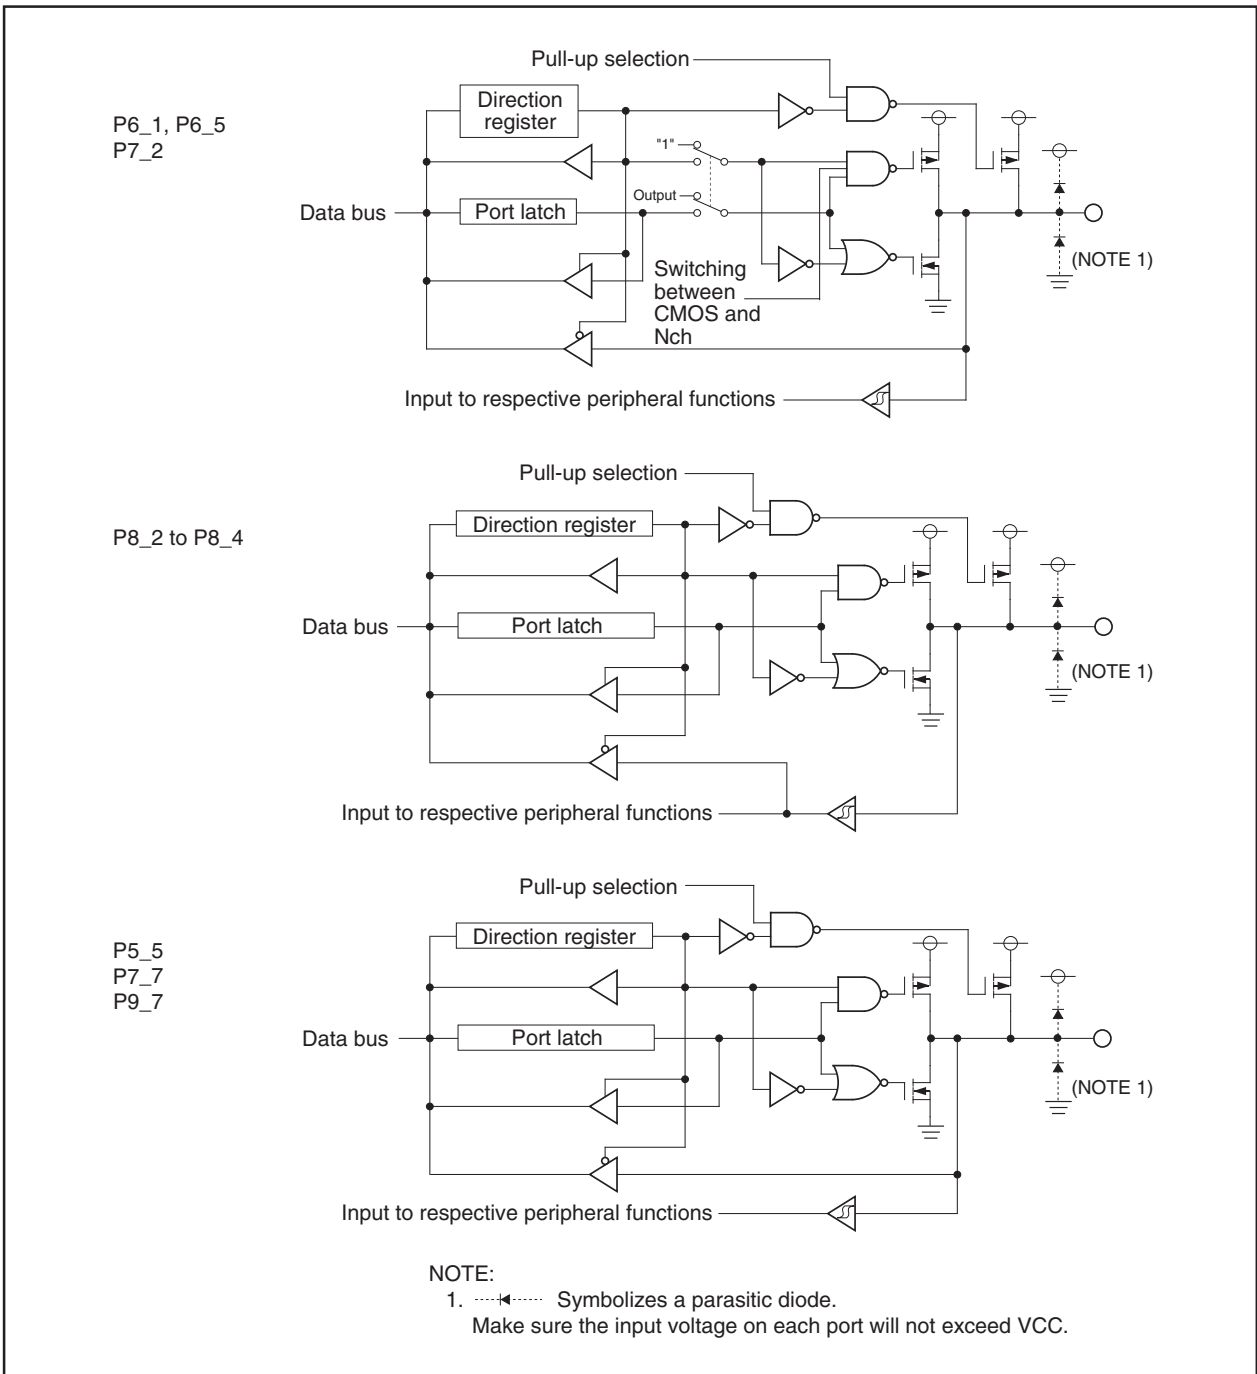 Pull-up selection
Direction
register
P6_1, P6_5
P7_2
"1"
Output
Data bus
Port latch
Switching
between
CMOS and
Nch
(NOTE 1)
Input to respective peripheral functions
Pull-up selection
Direction register
P8_2 to P8_4
Data bus
Port latch
(NOTE 1)
Input to respective peripheral functions
Pull-up selection
Direction register
P5_5
P7_7
P9_7
Data bus
Port latch
(NOTE 1)
Input to respective peripheral functions
NOTE:
1. Symbolizes a parasitic diode.
Make sure the input voltage on each port will not exceed VCC.